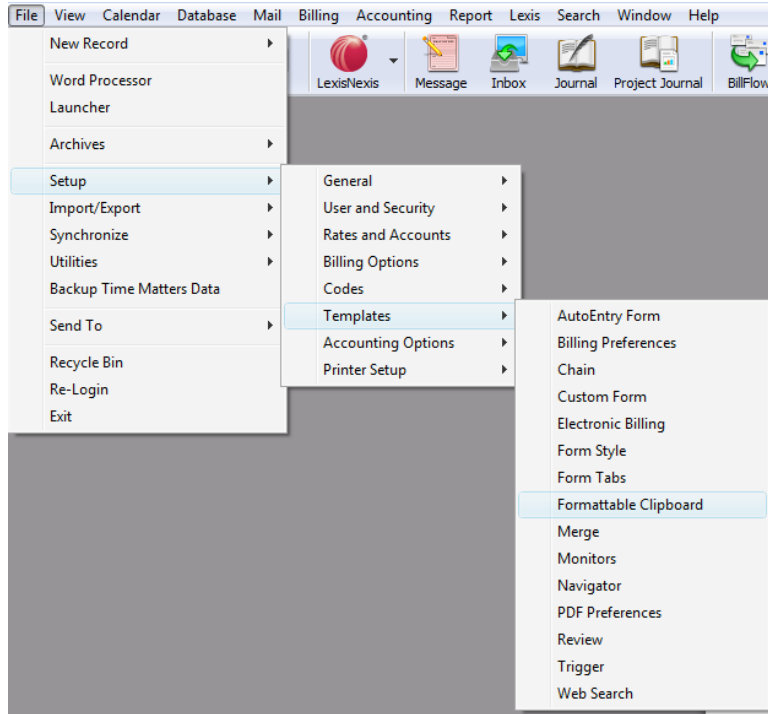 File View Calendar Database Mail Billing Accounting Report Lexis Search Window Help
LexisNexis Message Inbox Journal Project Journal BillFlow
New Record
Word Processor
Launcher
Archives
Setup
Import/Export
Synchronize
Utilities
Backup Time Matters Data
Send To
Recycle Bin
Re-Login
Exit
General
User and Security
Rates and Accounts
Billing Options
Codes
Templates
Accounting Options
Printer Setup
AutoEntry Form
Billing Preferences
Chain
Custom Form
Electronic Billing
Form Style
Form Tabs
Formattable Clipboard
Merge
Monitors
Navigator
PDF Preferences
Review
Trigger
Web Search